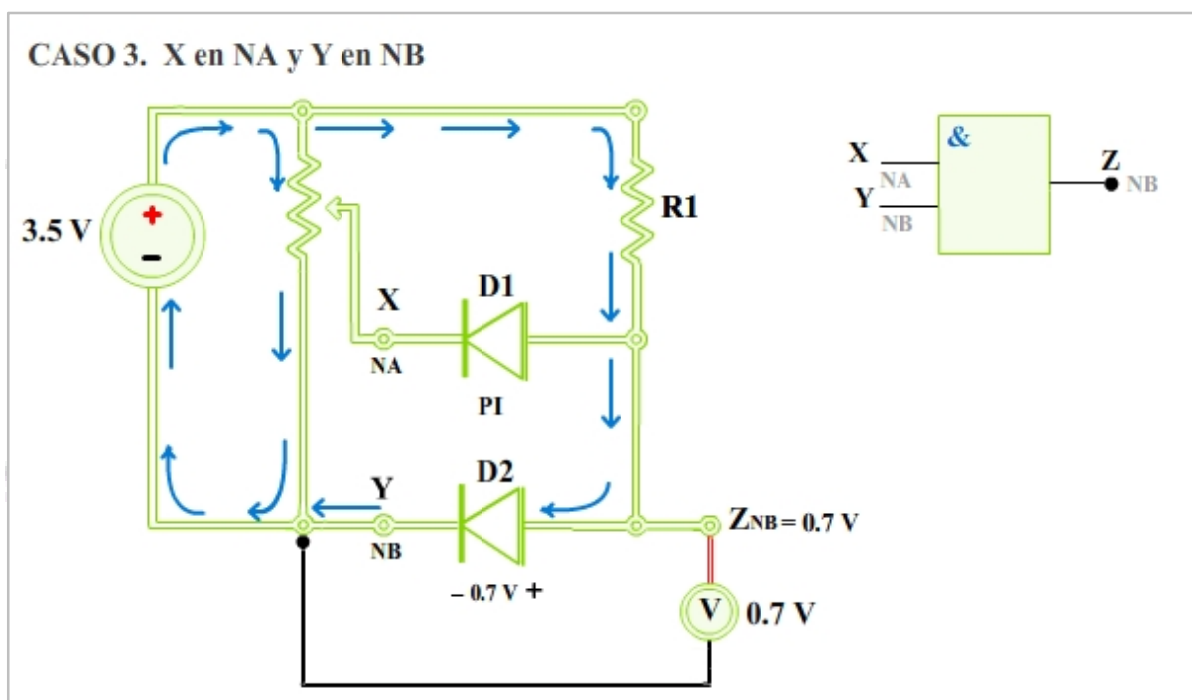 CASO 3. X en NA y Y en NB
3.5 V
+
–
R1
X
NA
D1
PI
Y
NB
D2
– 0.7 V +
ZNB = 0.7 V
V
0.7 V
&
X
NA
Y
NB
Z
NB